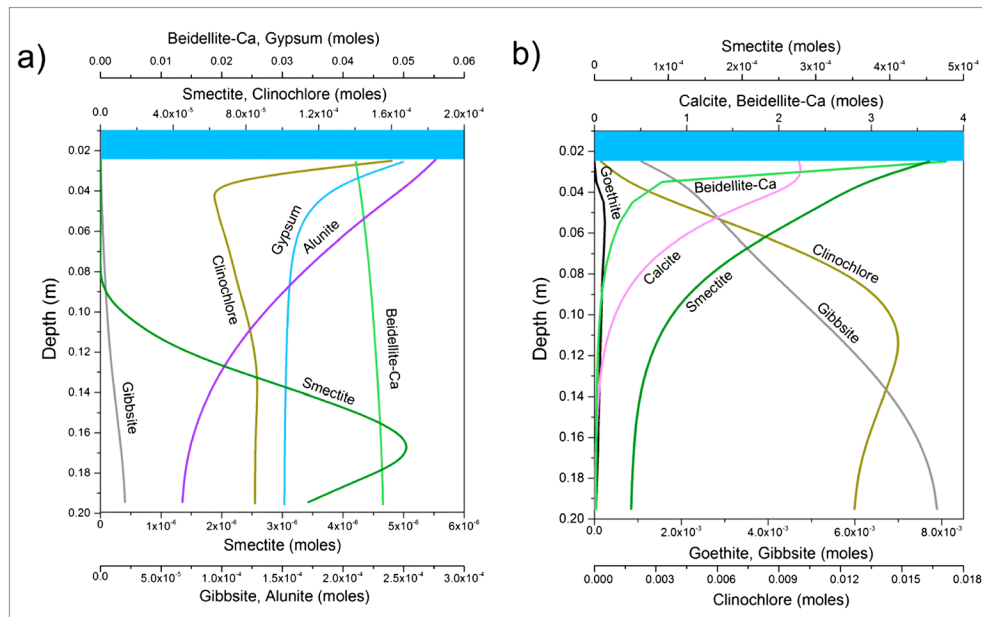 a)
Beidellite-Ca, Gypsum (moles)
0.00 0.01 0.02 0.03 0.04 0.05 0.06
Smectite, Clinochlore (moles)
4.0x10⁻⁵ 8.0x10⁻⁵ 1.2x10⁻⁴ 1.6x10⁻⁴ 2.0x10⁻⁴
Depth (m)
0.02
0.04
0.06
0.08
0.10
0.12
0.14
0.16
0.18
0.20
Gypsum
Alunite
Clinochlore
Beidellite-Ca
Smectite
Gibbsite
0 1x10⁻⁶ 2x10⁻⁶ 3x10⁻⁶ 4x10⁻⁶ 5x10⁻⁶ 6x10⁻⁶
Smectite (moles)
0.0 5.0x10⁻⁵ 1.0x10⁻⁴ 1.5x10⁻⁴ 2.0x10⁻⁴ 2.5x10⁻⁴ 3.0x10⁻⁴
Gibbsite, Alunite (moles)
b)
Smectite (moles)
0 1x10⁻⁴ 2x10⁻⁴ 3x10⁻⁴ 4x10⁻⁴ 5x10⁻⁴
Calcite, Beidellite-Ca (moles)
0 1 2 3 4
Depth (m)
0.02
0.04
0.06
0.08
0.10
0.12
0.14
0.16
0.18
0.20
Goethite
Beidellite-Ca
Calcite
Smectite
Clinochlore
Gibbsite
0.0 2.0x10⁻³ 4.0x10⁻³ 6.0x10⁻³ 8.0x10⁻³
Goethite, Gibbsite (moles)
0.000 0.003 0.006 0.009 0.012 0.015 0.018
Clinochlore (moles)